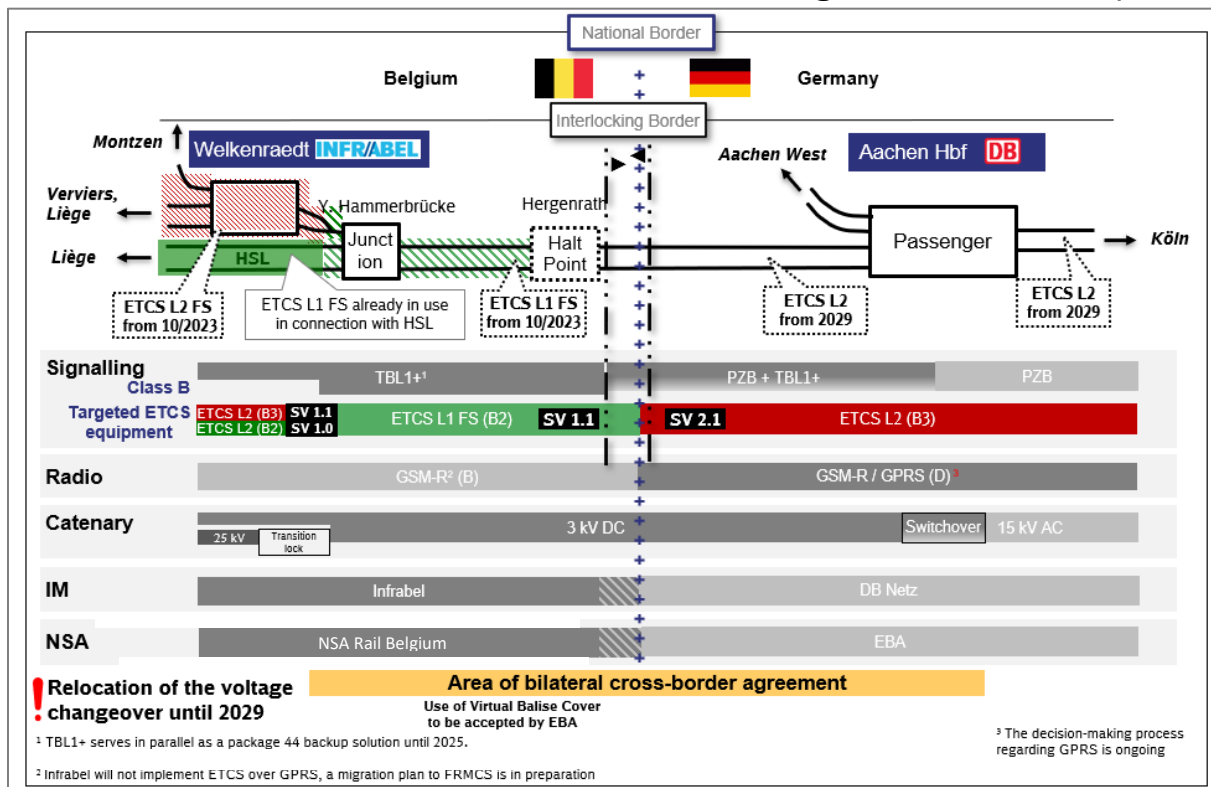 National Border
Belgium
Germany
Interlocking Border
Montzen
Welkenraedt INFRABEL
Aachen West
Aachen Hbf DB
Verviers,
Liège
Y. Hammerbrücke
Hergenrath
Junct
ion
Halt
Point
Passenger
Köln
Liège
HSL
ETCS L2 FS
from 10/2023
ETCS L1 FS already in use
in connection with HSL
ETCS L1 FS
from 10/2023
ETCS L2
from 2029
ETCS L2
from 2029
Signalling
Class B
TBL1+¹
PZB + TBL1+
PZB
Targeted ETCS
equipment
ETCS L2 (B3) SV 1.1
ETCS L2 (B2) SV 1.0
ETCS L1 FS (B2)
SV 1.1
SV 2.1
ETCS L2 (B3)
Radio
GSM-R² (B)
GSM-R / GPRS (D) ³
Catenary
25 kV
Transition
lock
3 kV DC
Switchover
15 kV AC
IM
Infrabel
DB Netz
NSA
NSA Rail Belgium
EBA
! Relocation of the voltage
changeover until 2029
Area of bilateral cross-border agreement
Use of Virtual Balise Cover
to be accepted by EBA
¹ TBL1+ serves in parallel as a package 44 backup solution until 2025.
² Infrabel will not implement ETCS over GPRS, a migration plan to FRMCS is in preparation
³ The decision-making process
regarding GPRS is ongoing